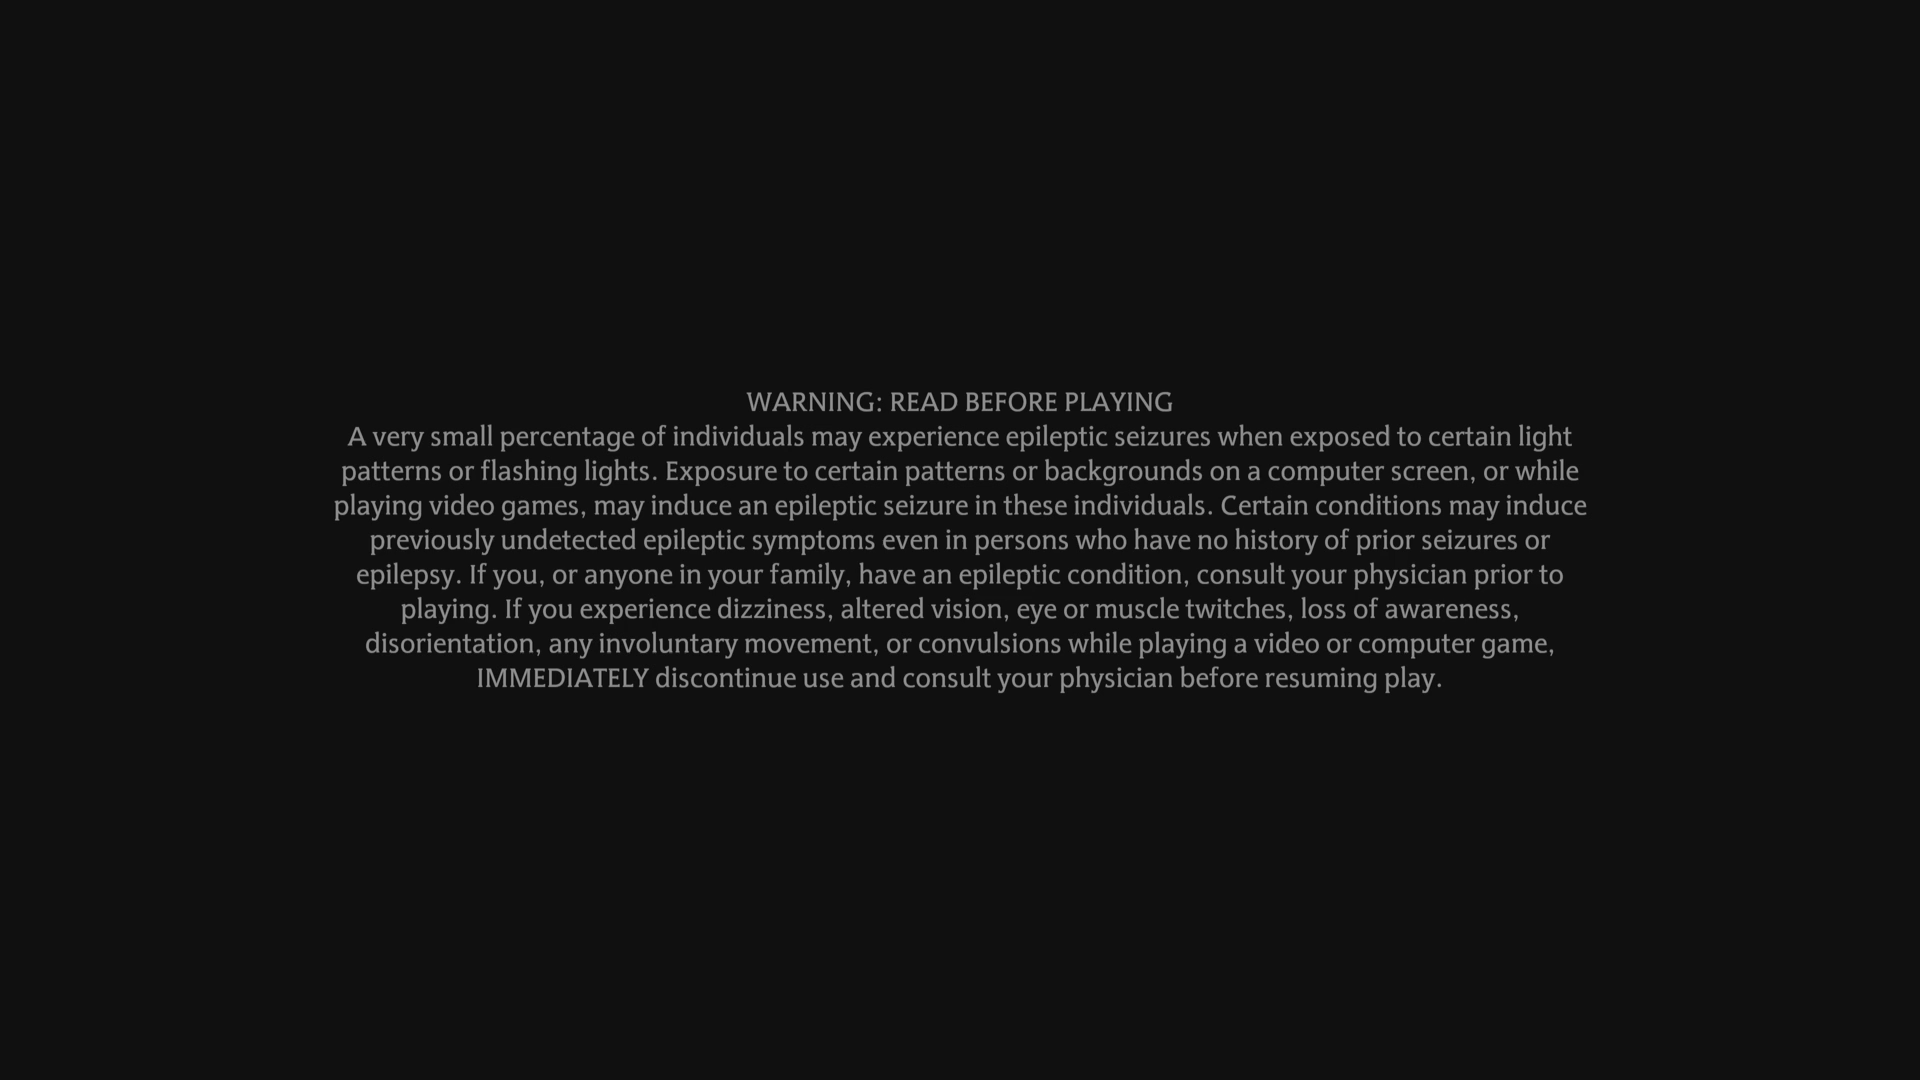 WARNING: READ BEFORE PLAYING
A very small percentage of individuals may experience epileptic seizures when exposed to certain light
patterns or flashing lights. Exposure to certain patterns or backgrounds on a computer screen, or while
playing video games, may induce an epileptic seizure in these individuals. Certain conditions may induce
previously undetected epileptic symptoms even in persons who have no history of prior seizures or
epilepsy. If you, or anyone in your family, have an epileptic condition, consult your physician prior to
playing. If you experience dizziness, altered vision, eye or muscle twitches, loss of awareness,
disorientation, any involuntary movement, or convulsions while playing a video or computer game,
IMMEDIATELY discontinue use and consult your physician before resuming play.